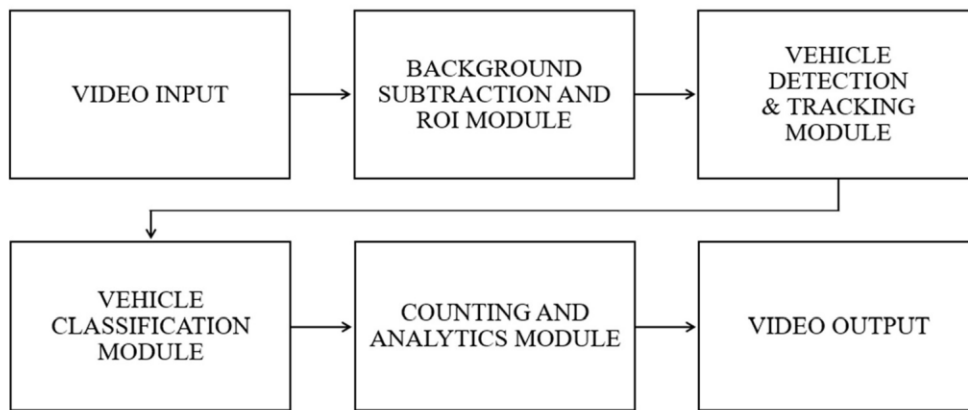 VIDEO INPUT
BACKGROUND
SUBTRACTION AND
ROI MODULE
VEHICLE
DETECTION
& TRACKING
MODULE
VEHICLE
CLASSIFICATION
MODULE
COUNTING AND
ANALYTICS MODULE
VIDEO OUTPUT